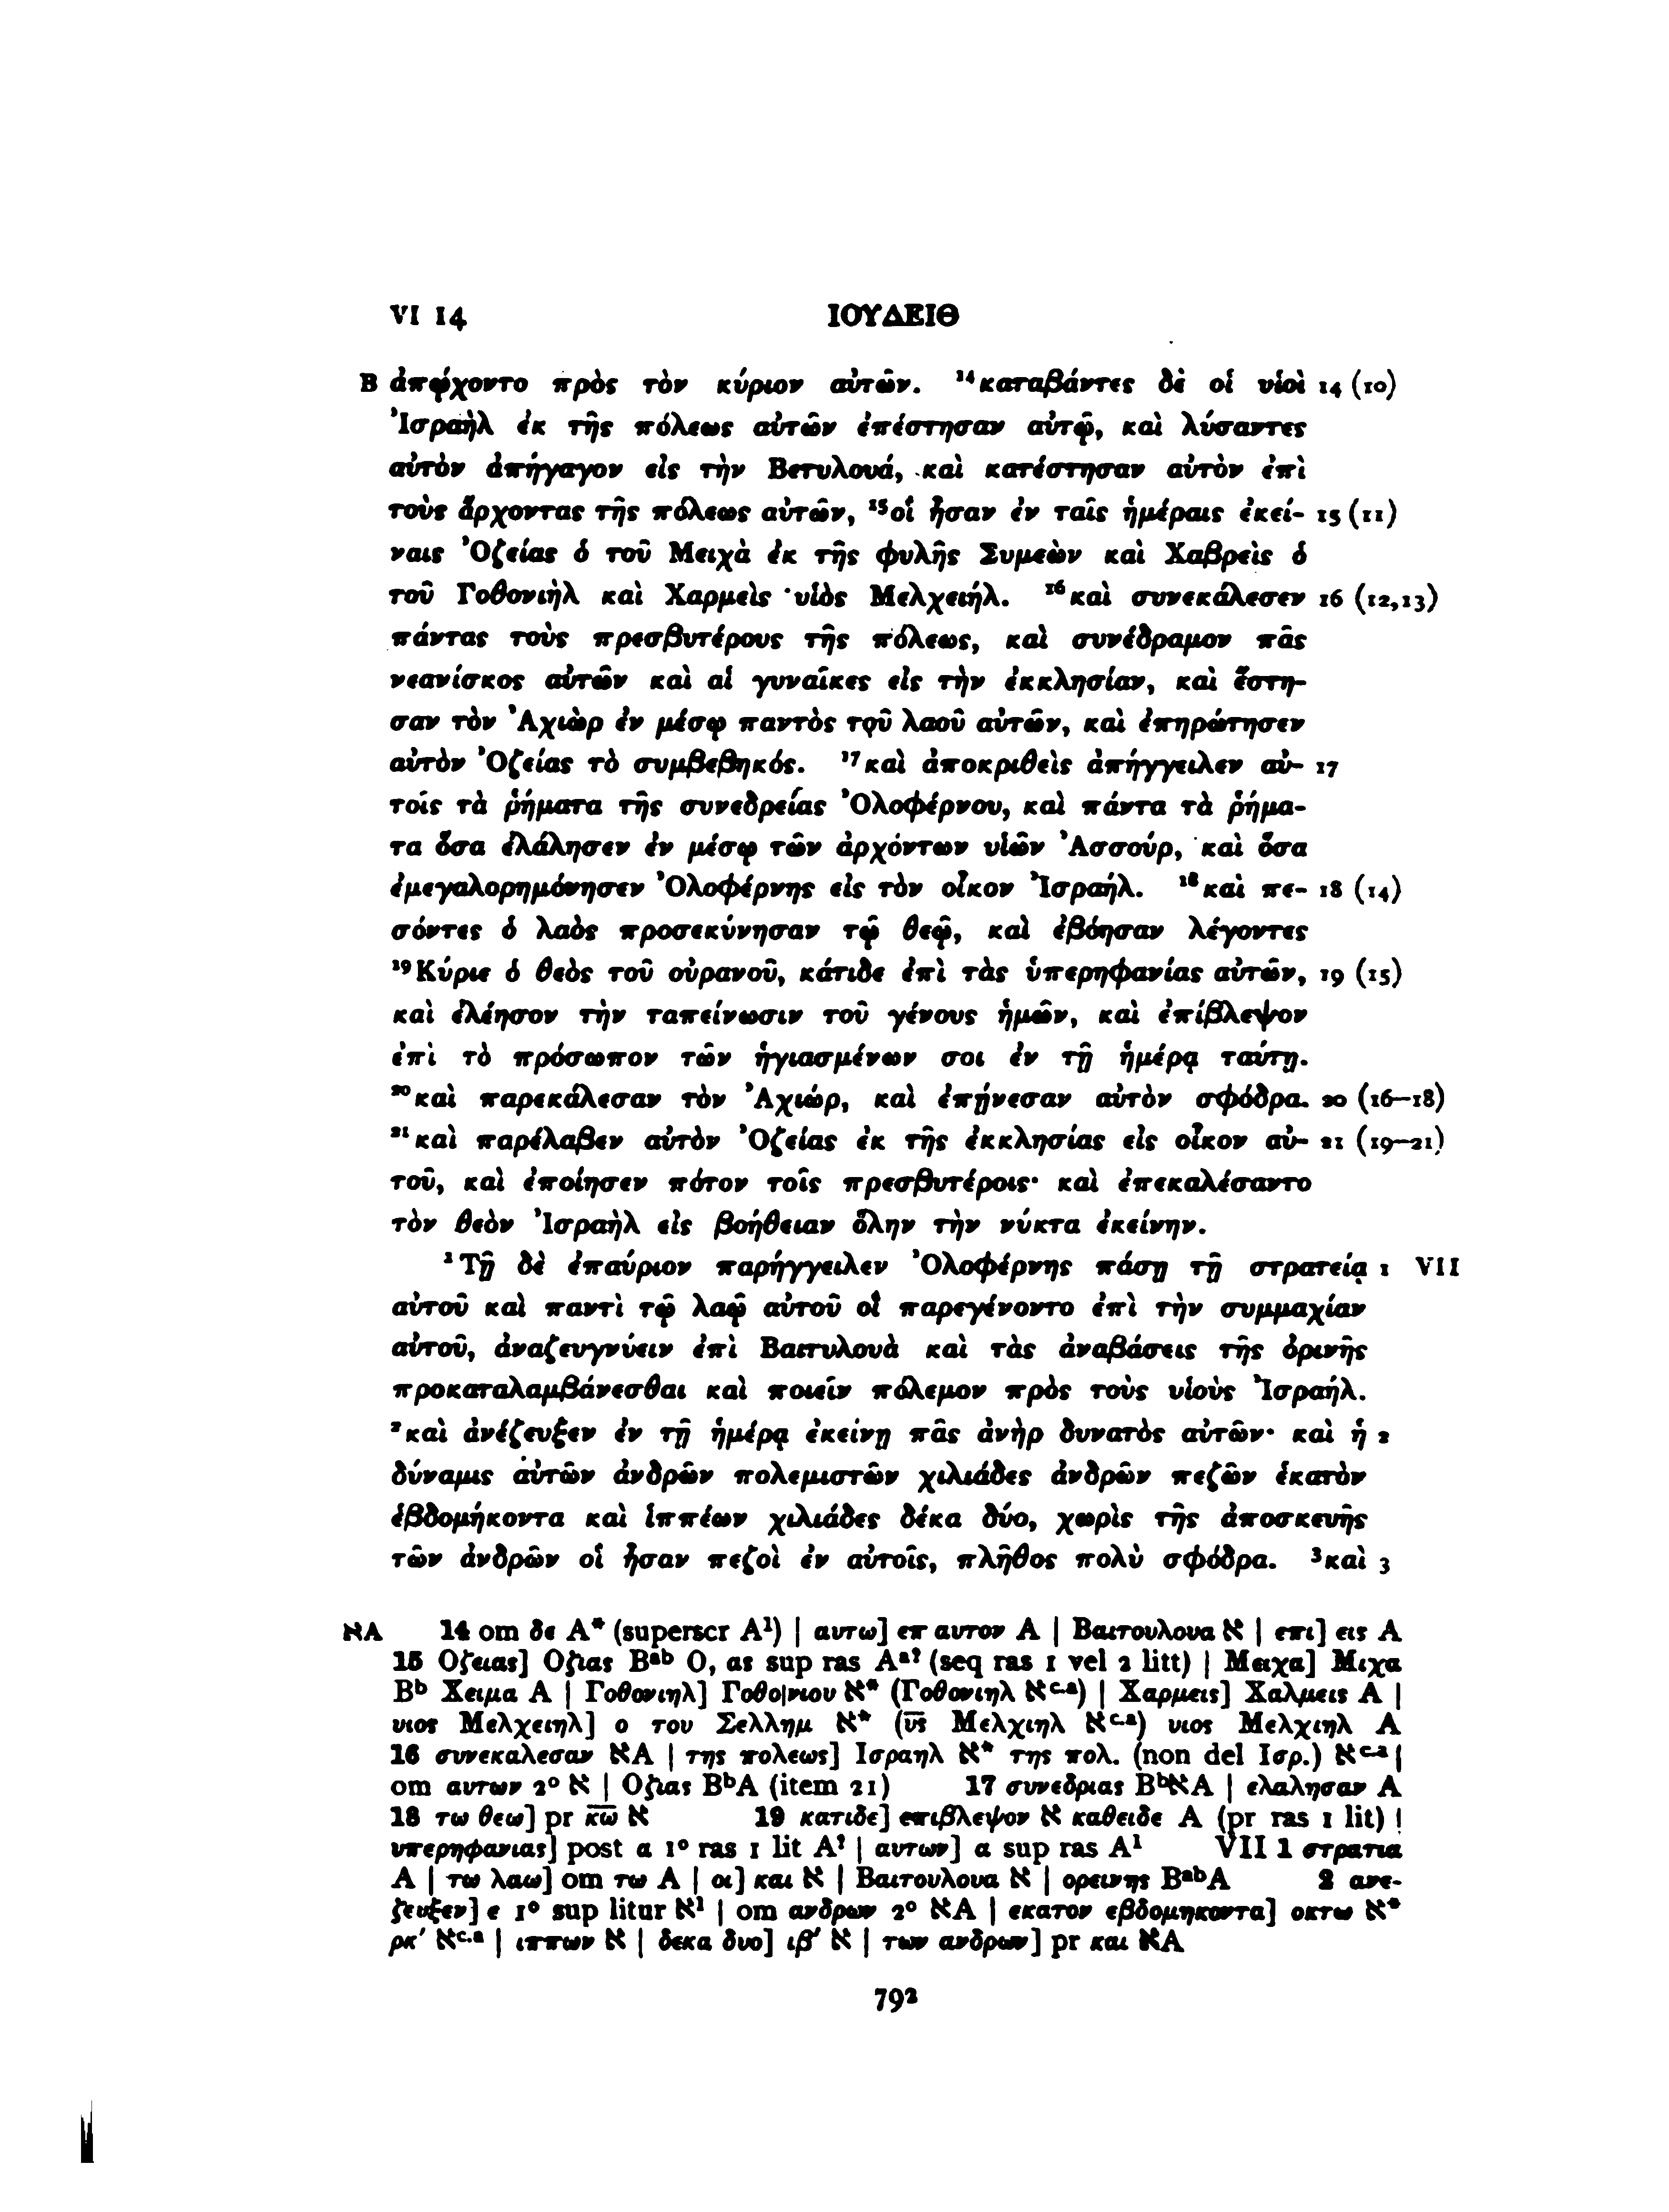 VI 14 ΙΟΥΔΕΙΘ
B ἀπῴχοντο πρὸς τὸν κύριον αὐτῶν. ¹⁴καταβάντες δὲ οἱ υἱοὶ 14 (10)
Ἰσραὴλ ἐκ τῆς πόλεως αὐτῶν ἐπέστησαν αὐτῷ, καὶ λύσαντες
αὐτὸν ἀπήγαγον εἰς τὴν Βετυλουά, καὶ κατέστησαν αὐτὸν ἐπὶ
τοὺς ἄρχοντας τῆς πόλεως αὐτῶν, ¹⁵οἳ ἦσαν ἐν ταῖς ἡμέραις ἐκεί- 15 (11)
ναις Ὀζείας ὁ τοῦ Μειχὰ ἐκ τῆς φυλῆς Συμεὼν καὶ Χαβρεὶς ὁ
τοῦ Γοθονιὴλ καὶ Χαρμεὶς υἱὸς Μελχειήλ. ¹⁶καὶ συνεκάλεσεν 16 (12,13)
πάντας τοὺς πρεσβυτέρους τῆς πόλεως, καὶ συνέδραμον πᾶς
νεανίσκος αὐτῶν καὶ αἱ γυναῖκες εἰς τὴν ἐκκλησίαν, καὶ ἔστη-
σαν τὸν Ἀχιὼρ ἐν μέσῳ παντὸς τοῦ λαοῦ αὐτῶν, καὶ ἐπηρώτησεν
αὐτὸν Ὀζείας τὸ συμβεβηκός. ¹⁷καὶ ἀποκριθεὶς ἀπήγγειλεν αὐ- 17
τοῖς τὰ ῥήματα τῆς συνεδρείας Ὀλοφέρνου, καὶ πάντα τὰ ῥήμα-
τα ὅσα ἐλάλησεν ἐν μέσῳ τῶν ἀρχόντων υἱῶν Ἀσσούρ, καὶ ὅσα
ἐμεγαλορημόνησεν Ὀλοφέρνης εἰς τὸν οἶκον Ἰσραήλ. ¹⁸καὶ πε- 18 (14)
σόντες ὁ λαὸς προσεκύνησαν τῷ θεῷ, καὶ ἐβόησαν λέγοντες
¹⁹Κύριε ὁ θεὸς τοῦ οὐρανοῦ, κάτιδε ἐπὶ τὰς ὑπερηφανίας αὐτῶν, 19 (15)
καὶ ἐλέησον τὴν ταπείνωσιν τοῦ γένους ἡμῶν, καὶ ἐπίβλεψον
ἐπὶ τὸ πρόσωπον τῶν ἡγιασμένων σοι ἐν τῇ ἡμέρᾳ ταύτῃ.
²⁰καὶ παρεκάλεσαν τὸν Ἀχιώρ, καὶ ἐπῄνεσαν αὐτὸν σφόδρα. 20 (16–18)
²¹καὶ παρέλαβεν αὐτὸν Ὀζείας ἐκ τῆς ἐκκλησίας εἰς οἶκον αὐ- 21 (19–21)
τοῦ, καὶ ἐποίησεν πότον τοῖς πρεσβυτέροις· καὶ ἐπεκαλέσαντο
τὸν θεὸν Ἰσραὴλ εἰς βοήθειαν ὅλην τὴν νύκτα ἐκείνην.
¹Τῇ δὲ ἐπαύριον παρήγγειλεν Ὀλοφέρνης πάσῃ τῇ στρατείᾳ 1 VII
αὐτοῦ καὶ παντὶ τῷ λαῷ αὐτοῦ οἳ παρεγένοντο ἐπὶ τὴν συμμαχίαν
αὐτοῦ, ἀναζευγνύειν ἐπὶ Βαιτυλουὰ καὶ τὰς ἀναβάσεις τῆς ὀρινῆς
προκαταλαμβάνεσθαι καὶ ποιεῖν πόλεμον πρὸς τοὺς υἱοὺς Ἰσραήλ.
²καὶ ἀνέζευξεν ἐν τῇ ἡμέρᾳ ἐκείνῃ πᾶς ἀνὴρ δυνατὸς αὐτῶν· καὶ ἡ 2
δύναμις αὐτῶν ἀνδρῶν πολεμιστῶν χιλιάδες ἀνδρῶν πεζῶν ἑκατὸν
ἑβδομήκοντα καὶ ἱππέων χιλιάδες δέκα δύο, χωρὶς τῆς ἀποσκευῆς
τῶν ἀνδρῶν οἳ ἦσαν πεζοὶ ἐν αὐτοῖς, πλῆθος πολὺ σφόδρα. ³καὶ 3
אA 14 om δε A* (superscr A¹) | αυτω] επ αυτον A | Βαιτουλουα א | επι] εις A
15 Οζειας] Οζιας Bᵃᵇ Ο, ας sup ras Aᵃ? (seq ras 1 vel 2 litt) | Μειχα] Μιχα
Bᵇ Χειμα A | Γοθονιηλ] Γοθο|νιου א* (Γοθονιηλ אᶜ·ᵃ) | Χαρμεις] Χαλμεις A |
υιος Μελχειηλ] ο του Σελλημ א* (υ̅ς̅ Μελχιηλ אᶜ·ᵃ) υιος Μελχιηλ A
16 συνεκαλεσαν אA | της πολεως] Ισραηλ א* της πολ. (non del Ισρ.) אᶜ·ᵃ |
om αυτων 2° א | Οζιας BᵇA (item 21) 17 συνεδριας BᵇאA | ελαλησαν A
18 τω θεω] pr κ̅ω̅ א 19 κατιδε] επιβλεψον א καθειδε A (pr ras 1 lit) |
υπερηφανιας] post α 1° ras 1 lit A? | αυτων] α sup ras A¹ VII 1 στρατια
A | τω λαω] om τω A | οι] και א | Βαιτουλουα א | ορεινης BᵃᵇA 2 ανε-
ζευξεν] ε 1° sup litur א¹ | om ανδρων 2° אA | εκατον εβδομηκοντα] οκτω א*
ρκʹ אᶜ·ᵃ | ιππων א | δεκα δυο] ιβʹ א | των ανδρων] pr και אA
792